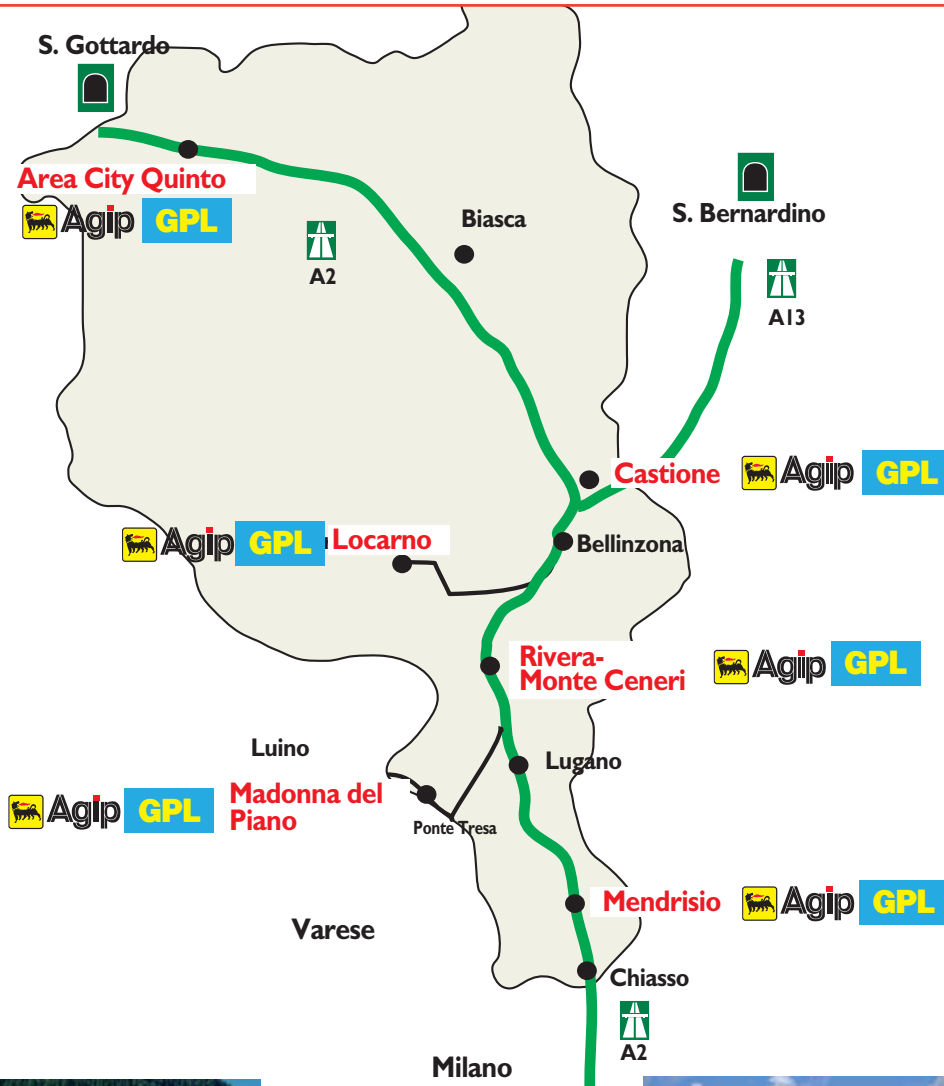 S. Gottardo
Area City Quinto
Agip GPL
A2
Biasca
S. Bernardino
A13
Castione
Agip GPL
Agip GPL
Locarno
Bellinzona
Rivera-
Monte Ceneri
Agip GPL
Luino
Lugano
Agip GPL
Madonna del
Piano
Ponte Tresa
Mendrisio
Agip GPL
Varese
Chiasso
A2
Milano